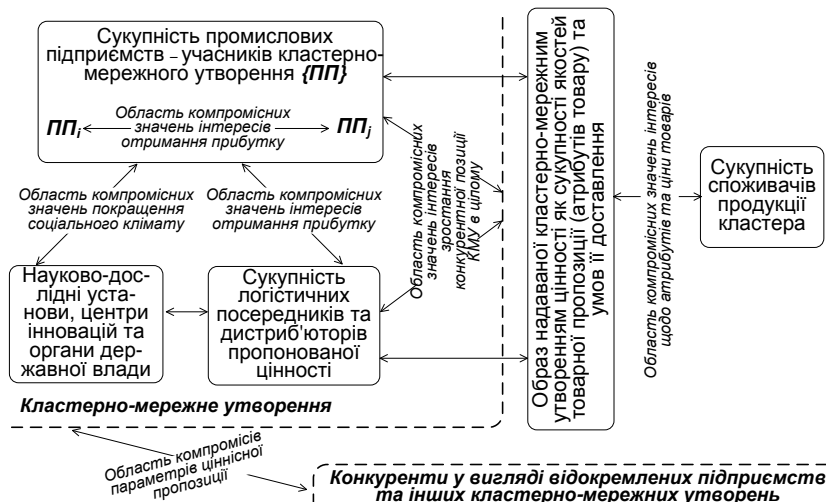 Сукупність промислових
підприємств – учасників кластерно-
мережного утворення {ПП}
ППᵢ
Область компромісних
значень інтересів
отримання прибутку
ППⱼ
Область компромісних
значень покращення
соціального клімату
Область компромісних
значень інтересів
отримання прибутку
Область компромісних
значень інтересів
зростання
конкурентної позиції
КМУ в цілому
Науково-дос-
лідні уста-
нови, центри
інновацій та
органи дер-
жавної влади
Сукупність
логістичних
посередників та
дистриб'юторів
пропонованої
цінності
Кластерно-мережне утворення
Образ надаваної кластерно-мережним
утворенням цінності як сукупності якостей
товарної пропозиції (атрибутів товару) та
умов її доставлення
Область компромісних значень інтересів
щодо атрибутів та ціни товарів
Сукупність
споживачів
продукції
кластера
Область компромісів
параметрів ціннісної
пропозиції
Конкуренти у вигляді відокремлених підприємств
та інших кластерно-мережних утворень